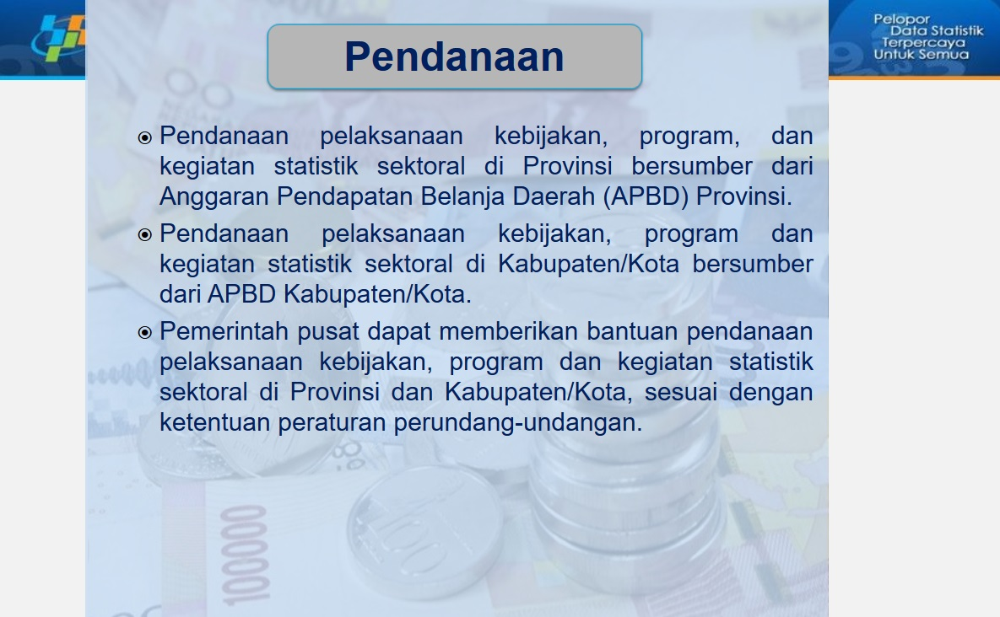 Pendanaan
Pelopor
Data Statistik
Terpercaya
Untuk Semua
Pendanaan pelaksanaan kebijakan, program, dan
kegiatan statistik sektoral di Provinsi bersumber dari
Anggaran Pendapatan Belanja Daerah (APBD) Provinsi.
Pendanaan pelaksanaan kebijakan, program dan
kegiatan statistik sektoral di Kabupaten/Kota bersumber
dari APBD Kabupaten/Kota.
Pemerintah pusat dapat memberikan bantuan pendanaan
pelaksanaan kebijakan, program dan kegiatan statistik
sektoral di Provinsi dan Kabupaten/Kota, sesuai dengan
ketentuan peraturan perundang-undangan.
100000
100